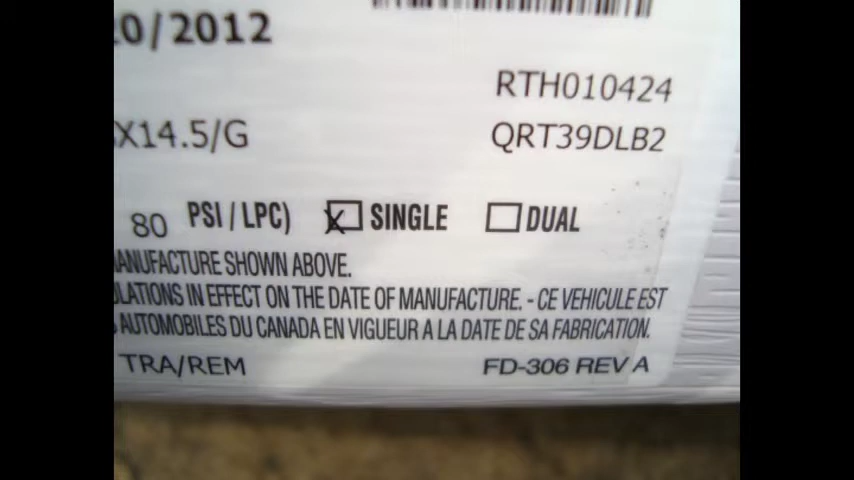 0/2012
RTH010424
X14.5/G QRT39DLB2
80 PSI / LPC) SINGLE DUAL
MANUFACTURE SHOWN ABOVE.
LATIONS IN EFFECT ON THE DATE OF MANUFACTURE. - CE VEHICULE EST
AUTOMOBILES DU CANADA EN VIGUEUR A LA DATE DE SA FABRICATION.
TRA/REM FD-306 REV A